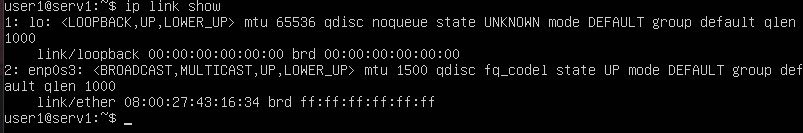 user1@serv1:~$ ip link show
1: lo: <LOOPBACK,UP,LOWER_UP> mtu 65536 qdisc noqueue state UNKNOWN mode DEFAULT group default qlen
1000
    link/loopback 00:00:00:00:00:00 brd 00:00:00:00:00:00
2: enp0s3: <BROADCAST,MULTICAST,UP,LOWER_UP> mtu 1500 qdisc fq_codel state UP mode DEFAULT group def
ault qlen 1000
    link/ether 08:00:27:43:16:34 brd ff:ff:ff:ff:ff:ff
user1@serv1:~$ _